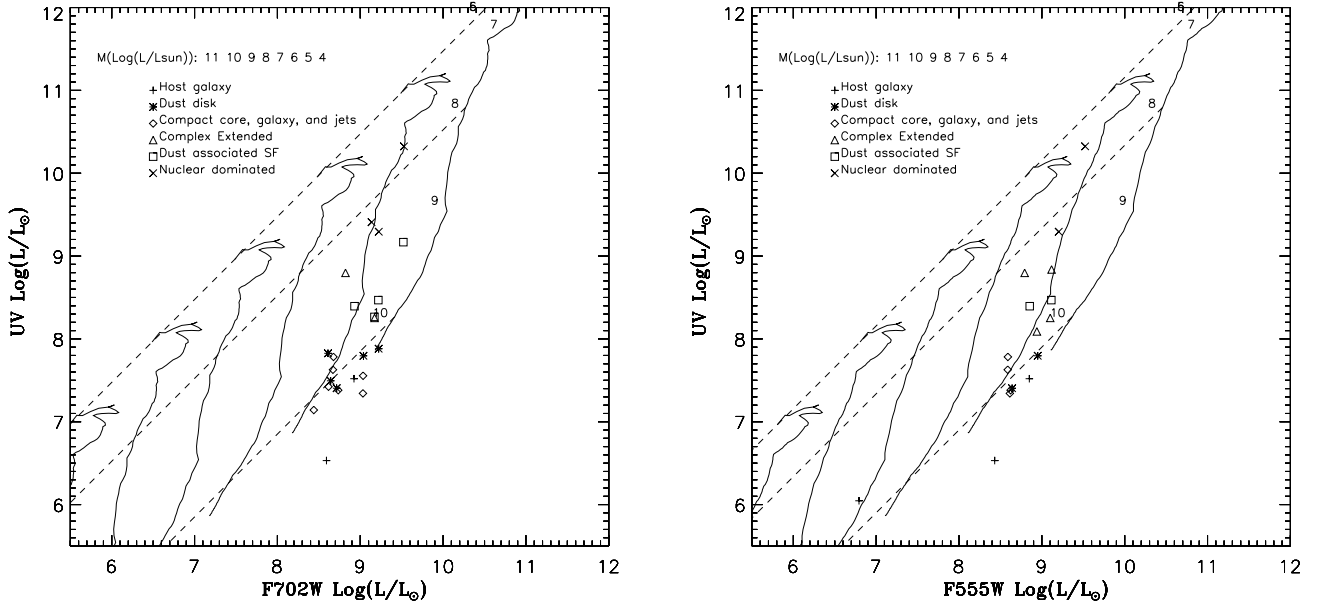 12
11
10
9
8
7
6
UV Log(L/L⊙)
M(Log(L/Lsun)): 11 10 9 8 7 6 5 4
Host galaxy
Dust disk
Compact core, galaxy, and jets
Complex Extended
Dust associated SF
Nuclear dominated
6
7
8
9
10
6 7 8 9 10 11 12
F702W Log(L/L⊙)
12
11
10
9
8
7
6
UV Log(L/L⊙)
M(Log(L/Lsun)): 11 10 9 8 7 6 5 4
Host galaxy
Dust disk
Compact core, galaxy, and jets
Complex Extended
Dust associated SF
Nuclear dominated
6
7
8
9
10
6 7 8 9 10 11 12
F555W Log(L/L⊙)